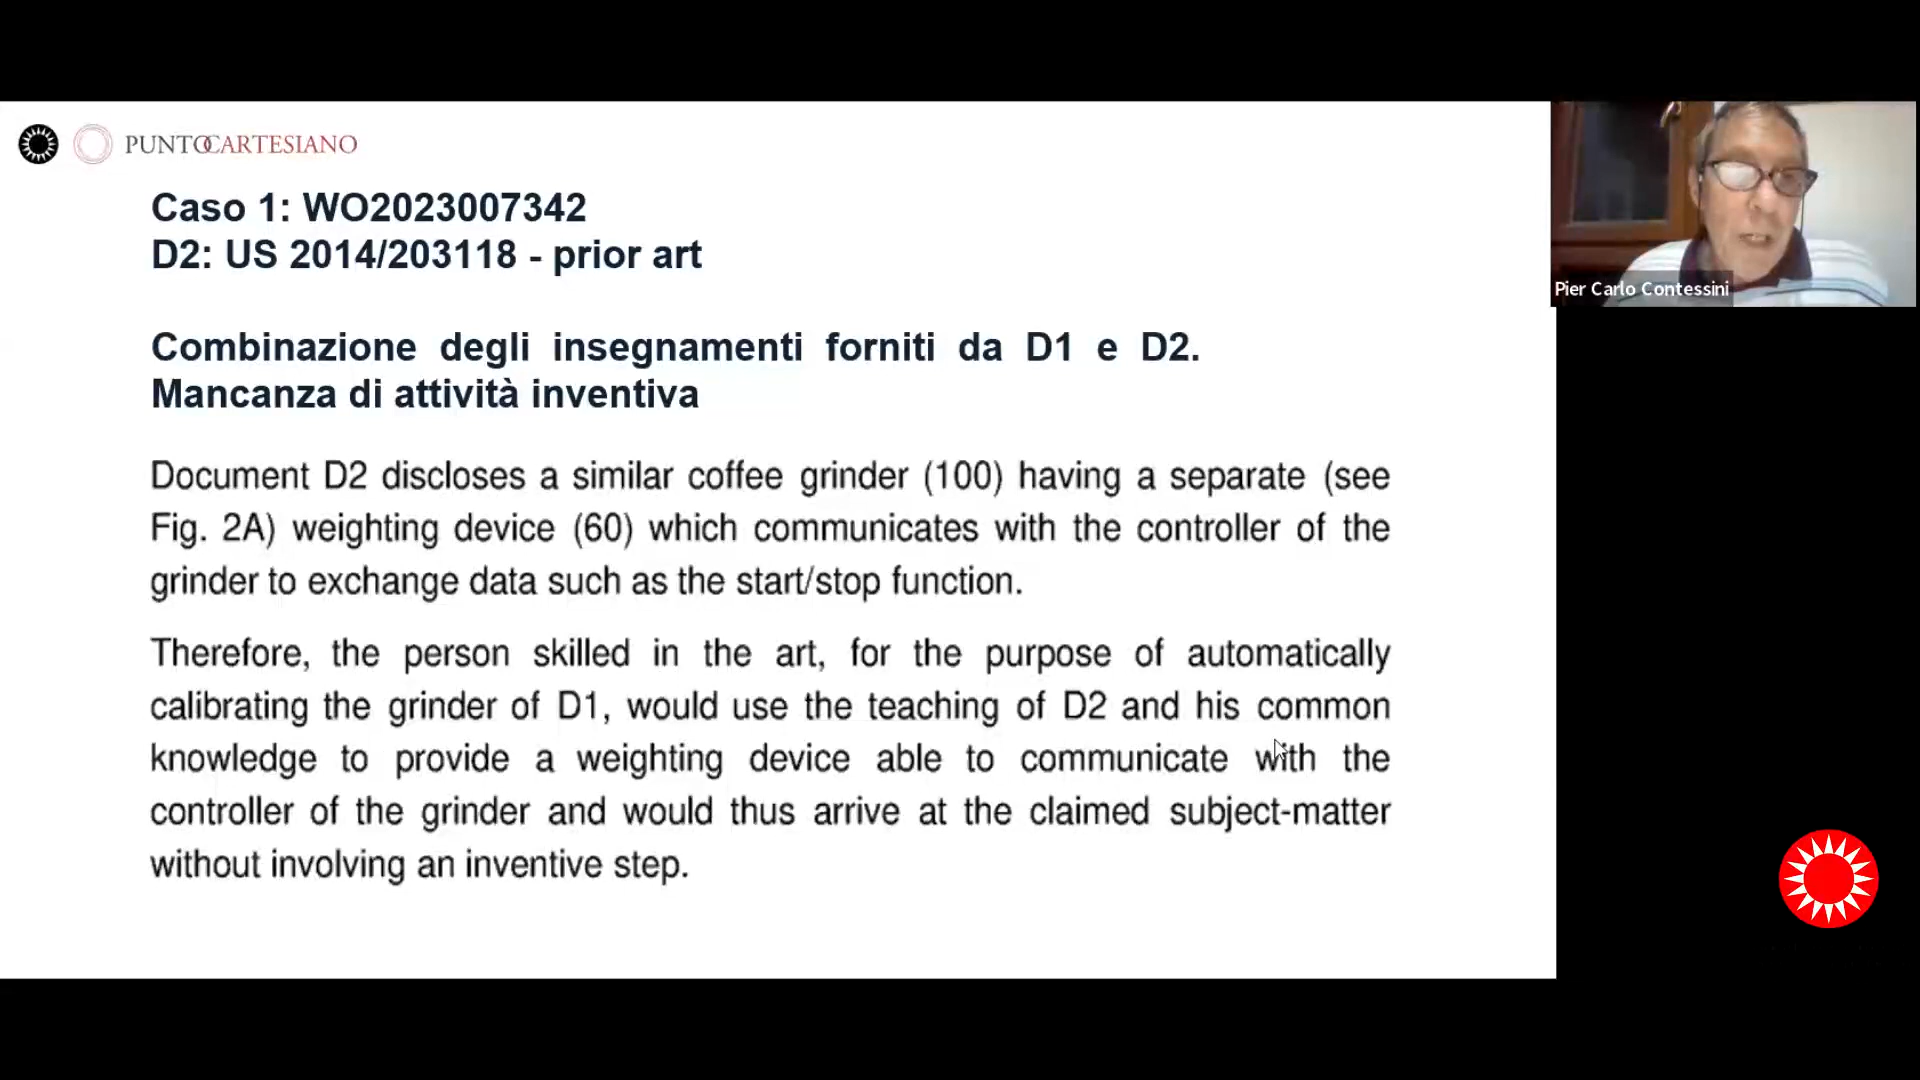 PUNTOCARTESIANO
Caso 1: WO2023007342
D2: US 2014/203118 - prior art
Pier Carlo Contessini
Combinazione degli insegnamenti forniti da D1 e D2.
Mancanza di attività inventiva
Document D2 discloses a similar coffee grinder (100) having a separate (see
Fig. 2A) weighting device (60) which communicates with the controller of the
grinder to exchange data such as the start/stop function.
Therefore, the person skilled in the art, for the purpose of automatically
calibrating the grinder of D1, would use the teaching of D2 and his common
knowledge to provide a weighting device able to communicate with the
controller of the grinder and would thus arrive at the claimed subject-matter
without involving an inventive step.